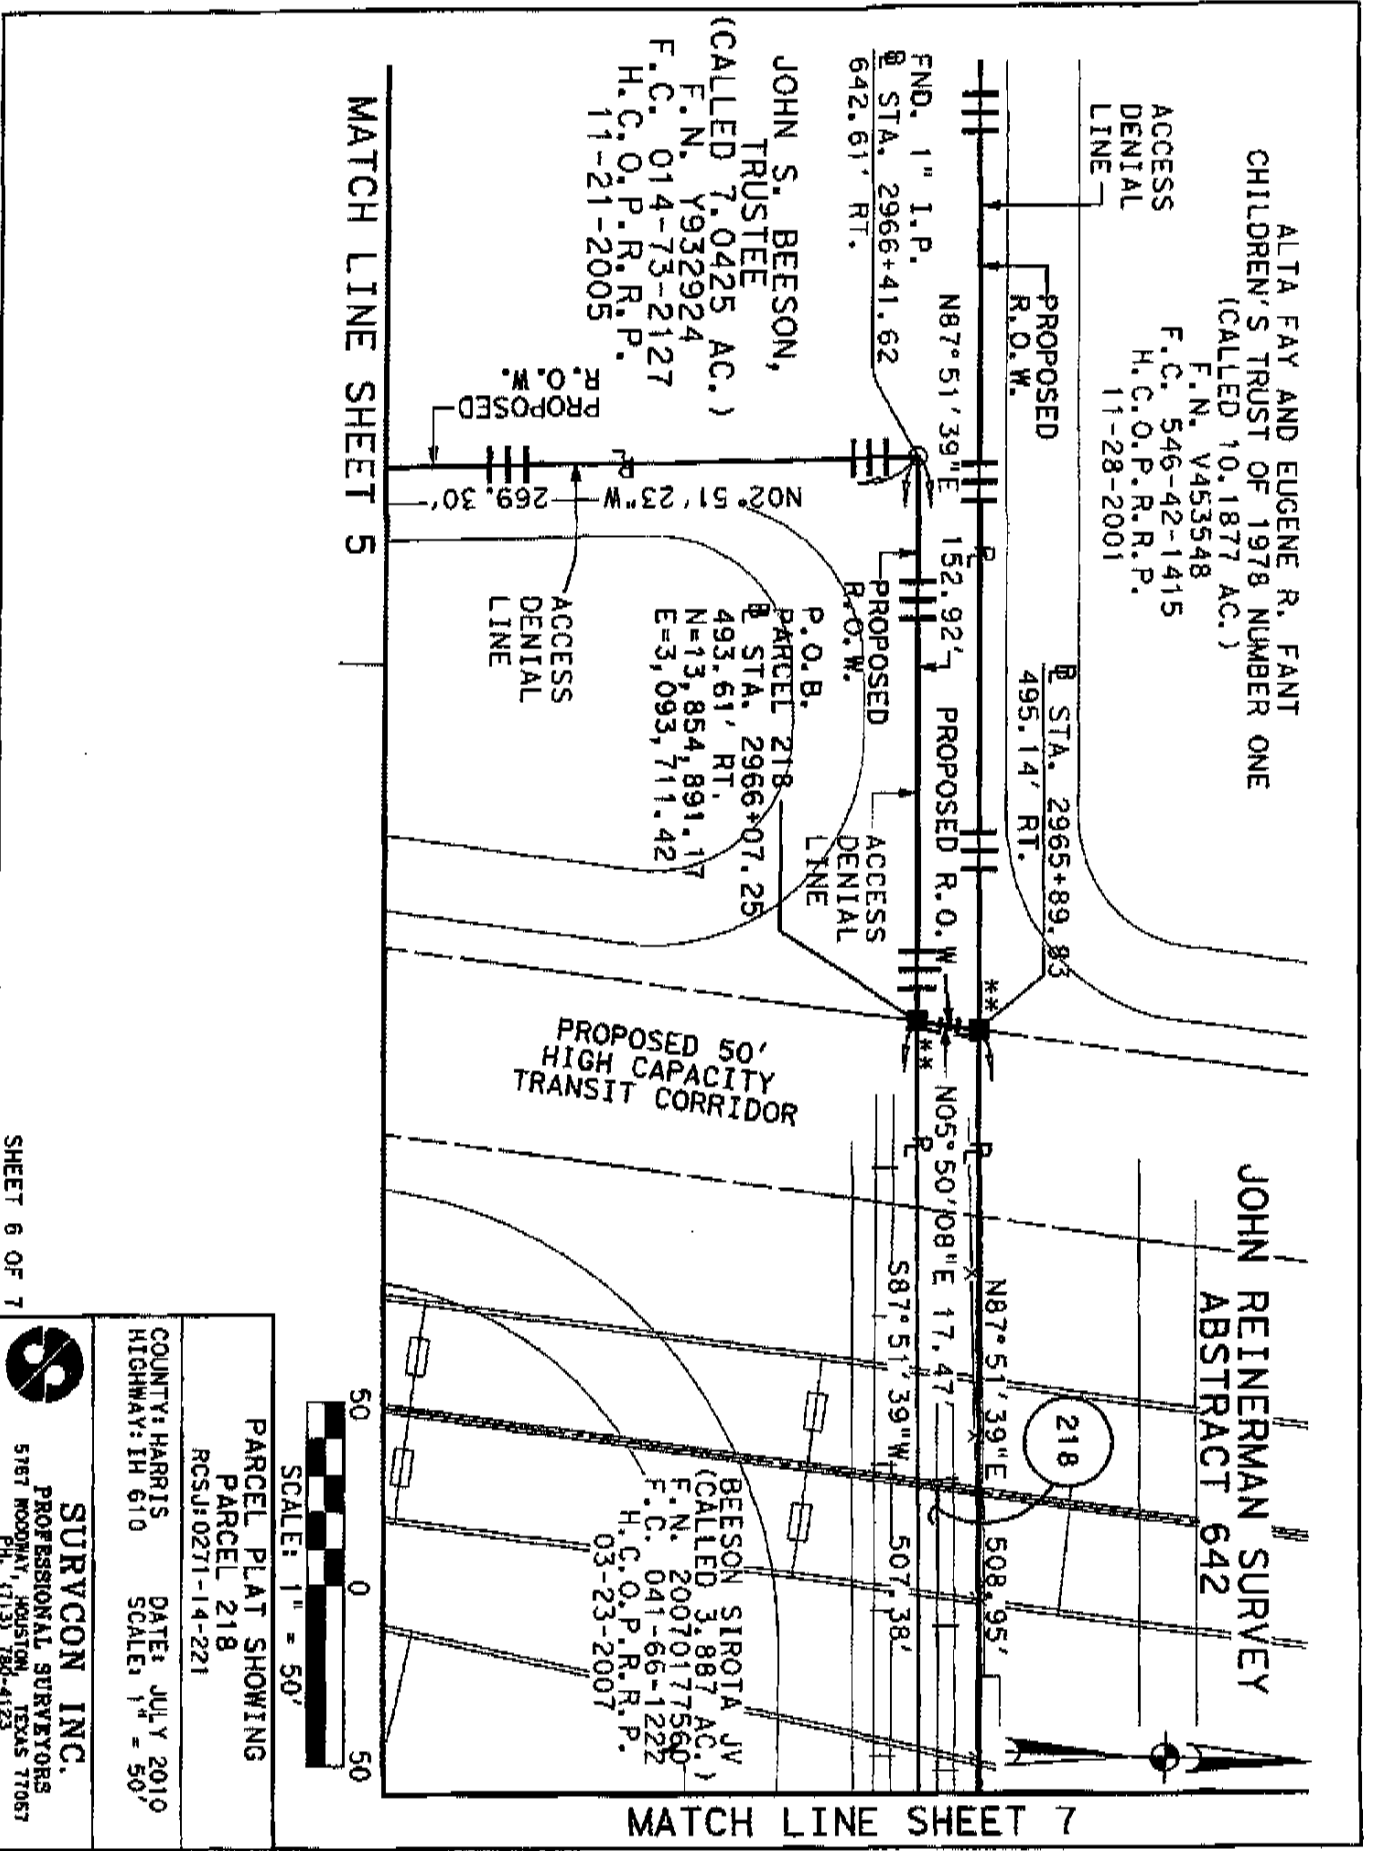 ALTA FAY AND EUGENE R. FANT
CHILDREN'S TRUST OF 1978 NUMBER ONE
(CALLED 10.1877 AC.)
F.N. V453548
F.C. 546-42-1415
H.C.O.P.R.R.P.
11-28-2001
ACCESS
DENIAL
LINE
PROPOSED
R.O.W.
JOHN REINERMAN SURVEY
ABSTRACT 642
℄ STA. 2965+89.83
495.14' RT.
**
218
N87°51'39"E 508.95'
FND. 1" I.P.
℄ STA. 2966+41.62
642.61' RT.
N87°51'39"E 152.92'
PROPOSED R.O.W.
N05°50'08"E 17.47'
S87°51'39"W 507.38'
**
PROPOSED
R.O.W.
ACCESS
DENIAL
LINE
P.O.B.
PARCEL 218
℄ STA. 2966+07.25
493.61' RT.
N=13,854,891.17
E=3,093,711.42
JOHN S. BEESON,
TRUSTEE
(CALLED 7.0425 AC.)
F.N. Y932924
F.C. 014-73-2127
H.C.O.P.R.R.P.
11-21-2005
PROPOSED
R.O.W.
N02°51'23"W 269.30'
ACCESS
DENIAL
LINE
PROPOSED 50'
HIGH CAPACITY
TRANSIT CORRIDOR
BEESON SIROTA JV
(CALLED 3.887 AC.)
F.N. 20070177560
F.C. 041-66-1222
H.C.O.P.R.R.P.
03-23-2007
MATCH LINE SHEET 5
MATCH LINE SHEET 7
50 0 50
SCALE: 1" = 50'
PARCEL PLAT SHOWING
PARCEL 218
RCSJ:0271-14-221
COUNTY: HARRIS DATE: JULY 2010
HIGHWAY: IH 610 SCALE: 1" = 50'
SURVCON INC.
PROFESSIONAL SURVEYORS
5767 WOODWAY, HOUSTON, TEXAS 77057
PH. (713) 780-4123
SHEET 6 OF 7